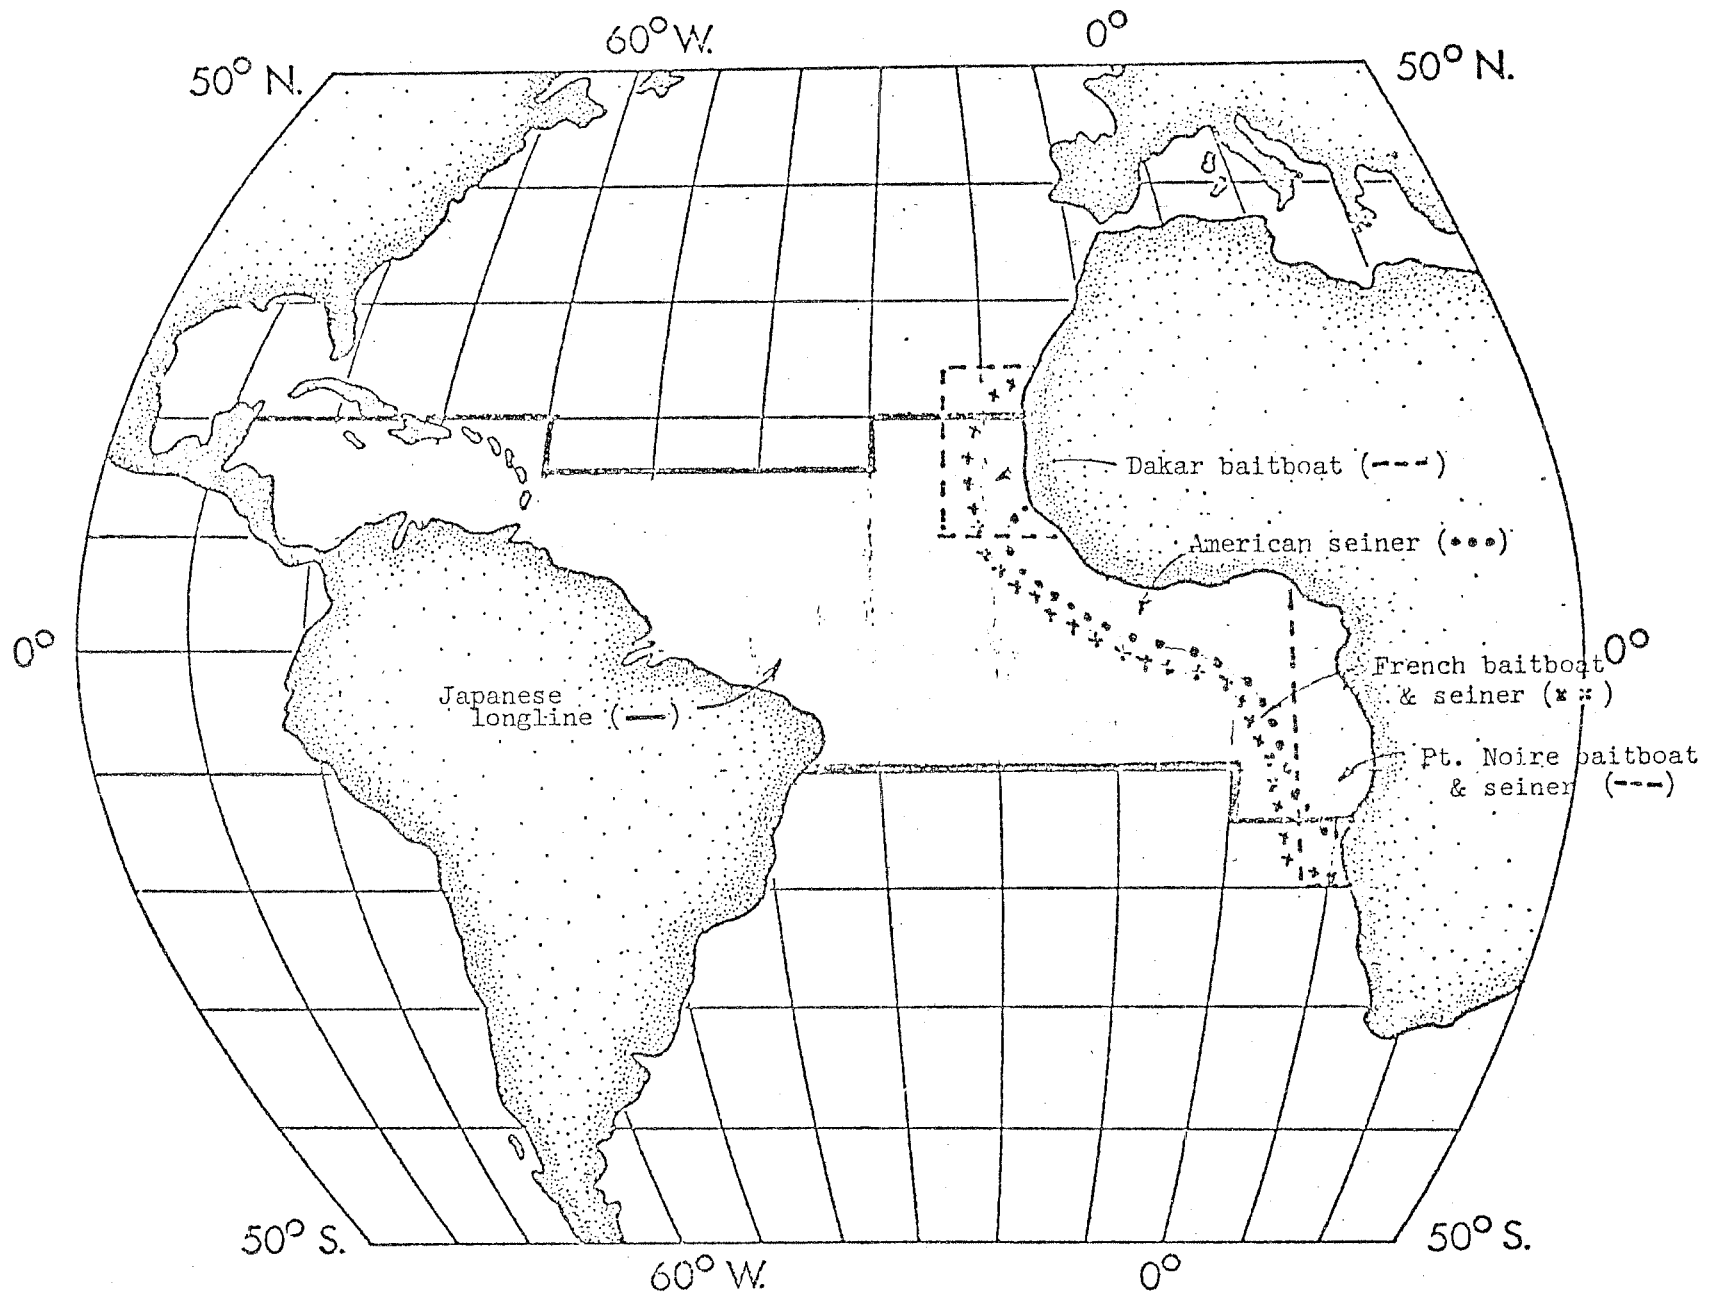 60° W.
0°
50° N.
50° N.
Dakar baitboat (---)
American seiner (•••)
0°
0°
French baitboat
& seiner (x x)
Japanese
longline (—)
Pt. Noire baitboat
& seiner (---)
50° S.
50° S.
60° W.
0°